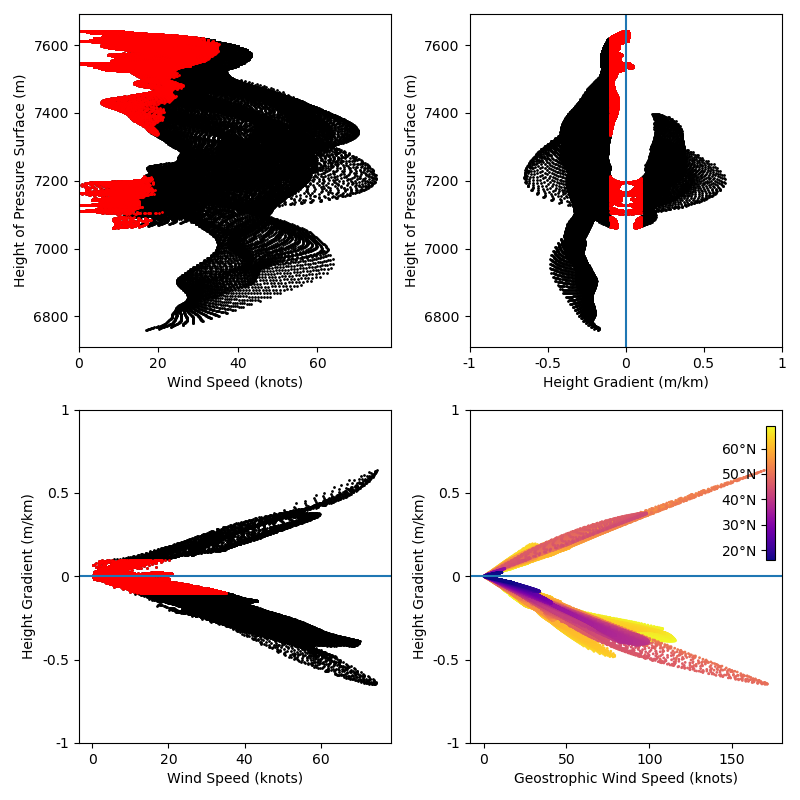 7600
7400
7200
7000
6800
Height of Pressure Surface (m)
0
20
40
60
Wind Speed (knots)
7600
7400
7200
7000
6800
Height of Pressure Surface (m)
-1
-0.5
0
0.5
1
Height Gradient (m/km)
1
0.5
0
-0.5
-1
Height Gradient (m/km)
0
20
40
60
Wind Speed (knots)
1
0.5
0
-0.5
-1
Height Gradient (m/km)
60°N
50°N
40°N
30°N
20°N
0
50
100
150
Geostrophic Wind Speed (knots)